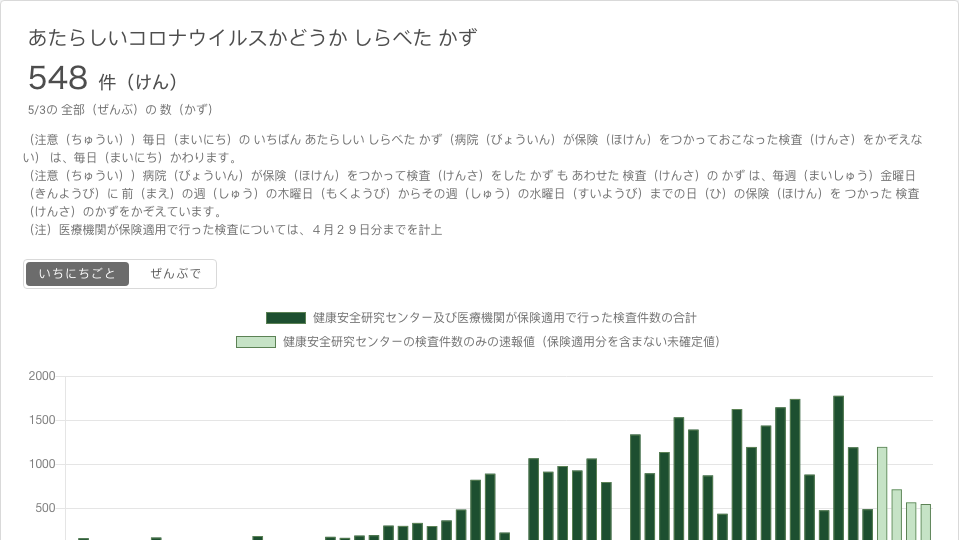 あたらしいコロナウイルスかどうか しらべた かず
548 件（けん）
5/3の 全部（ぜんぶ）の 数（かず）
（注意（ちゅうい））毎日（まいにち）の いちばん あたらしい しらべた かず（病院（びょういん）が保険（ほけん）をつかっておこなった検査（けんさ）をかぞえな
い） は、毎日（まいにち）かわります。
（注意（ちゅうい））病院（びょういん）が保険（ほけん）をつかって検査（けんさ）をした かず も あわせた 検査（けんさ）の かず は、毎週（まいしゅう）金曜日
（きんようび）に 前（まえ）の週（しゅう）の木曜日（もくようび）からその週（しゅう）の水曜日（すいようび）までの日（ひ）の保険（ほけん）を つかった 検査
（けんさ）のかずをかぞえています。
（注）医療機関が保険適用で行った検査については、４月２９日分までを計上
いちにちごと ぜんぶで
健康安全研究センター及び医療機関が保険適用で行った検査件数の合計
健康安全研究センターの検査件数のみの速報値（保険適用分を含まない未確定値）
2000
1500
1000
500